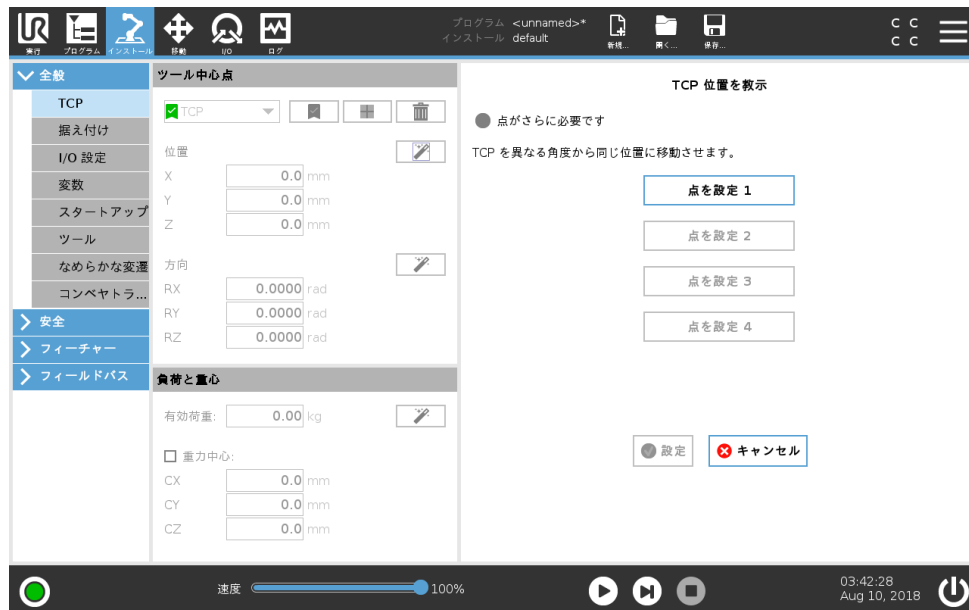 プログラム <unnamed>*
インストール default
実行
プログラム
インストール
移動
I/O
ログ
新規...
開く...
保存...
C C
C C
全般
TCP
据え付け
I/O 設定
変数
スタートアップ
ツール
なめらかな変遷
コンベヤトラ...
安全
フィーチャー
フィールドバス
ツール中心点
TCP
位置
X 0.0 mm
Y 0.0 mm
Z 0.0 mm
方向
RX 0.0000 rad
RY 0.0000 rad
RZ 0.0000 rad
負荷と重心
有効荷重: 0.00 kg
重力中心:
CX 0.0 mm
CY 0.0 mm
CZ 0.0 mm
TCP 位置を教示
点がさらに必要です
TCP を異なる角度から同じ位置に移動させます。
点を設定 1
点を設定 2
点を設定 3
点を設定 4
設定
キャンセル
速度 100%
03:42:28
Aug 10, 2018